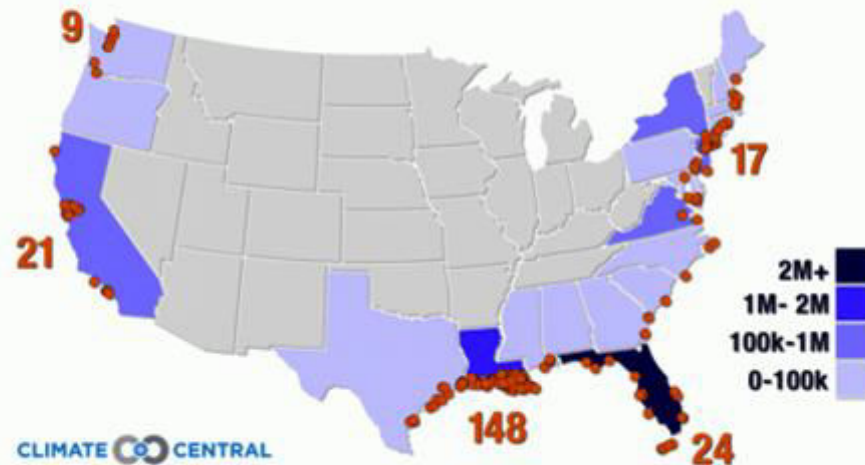 9
17
21
2M+
1M- 2M
100k-1M
0-100k
148
24
CLIMATE CENTRAL